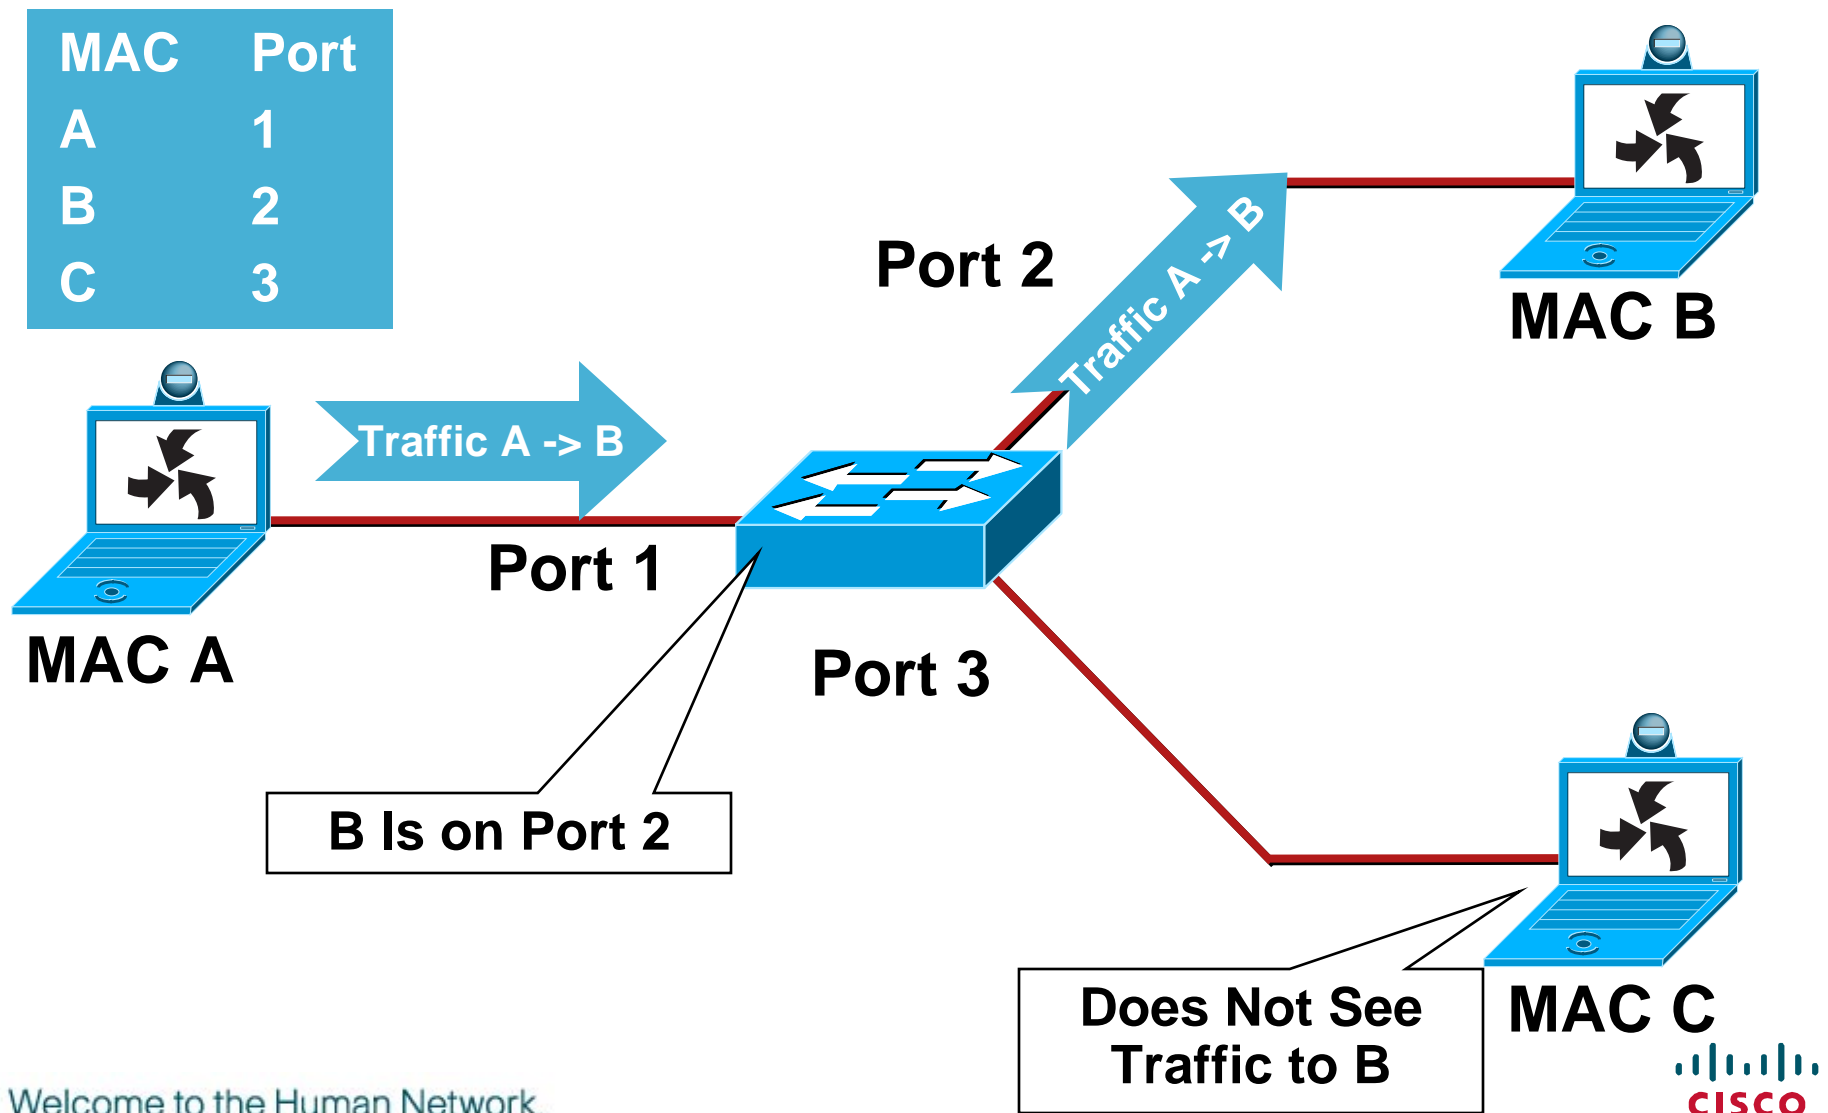 MAC Port
A 1
B 2
C 3
Traffic A -> B
Port 1
MAC A
Port 2
Traffic A -> B
MAC B
Port 3
B Is on Port 2
Does Not See
Traffic to B
MAC C
Welcome to the Human Network.
CISCO